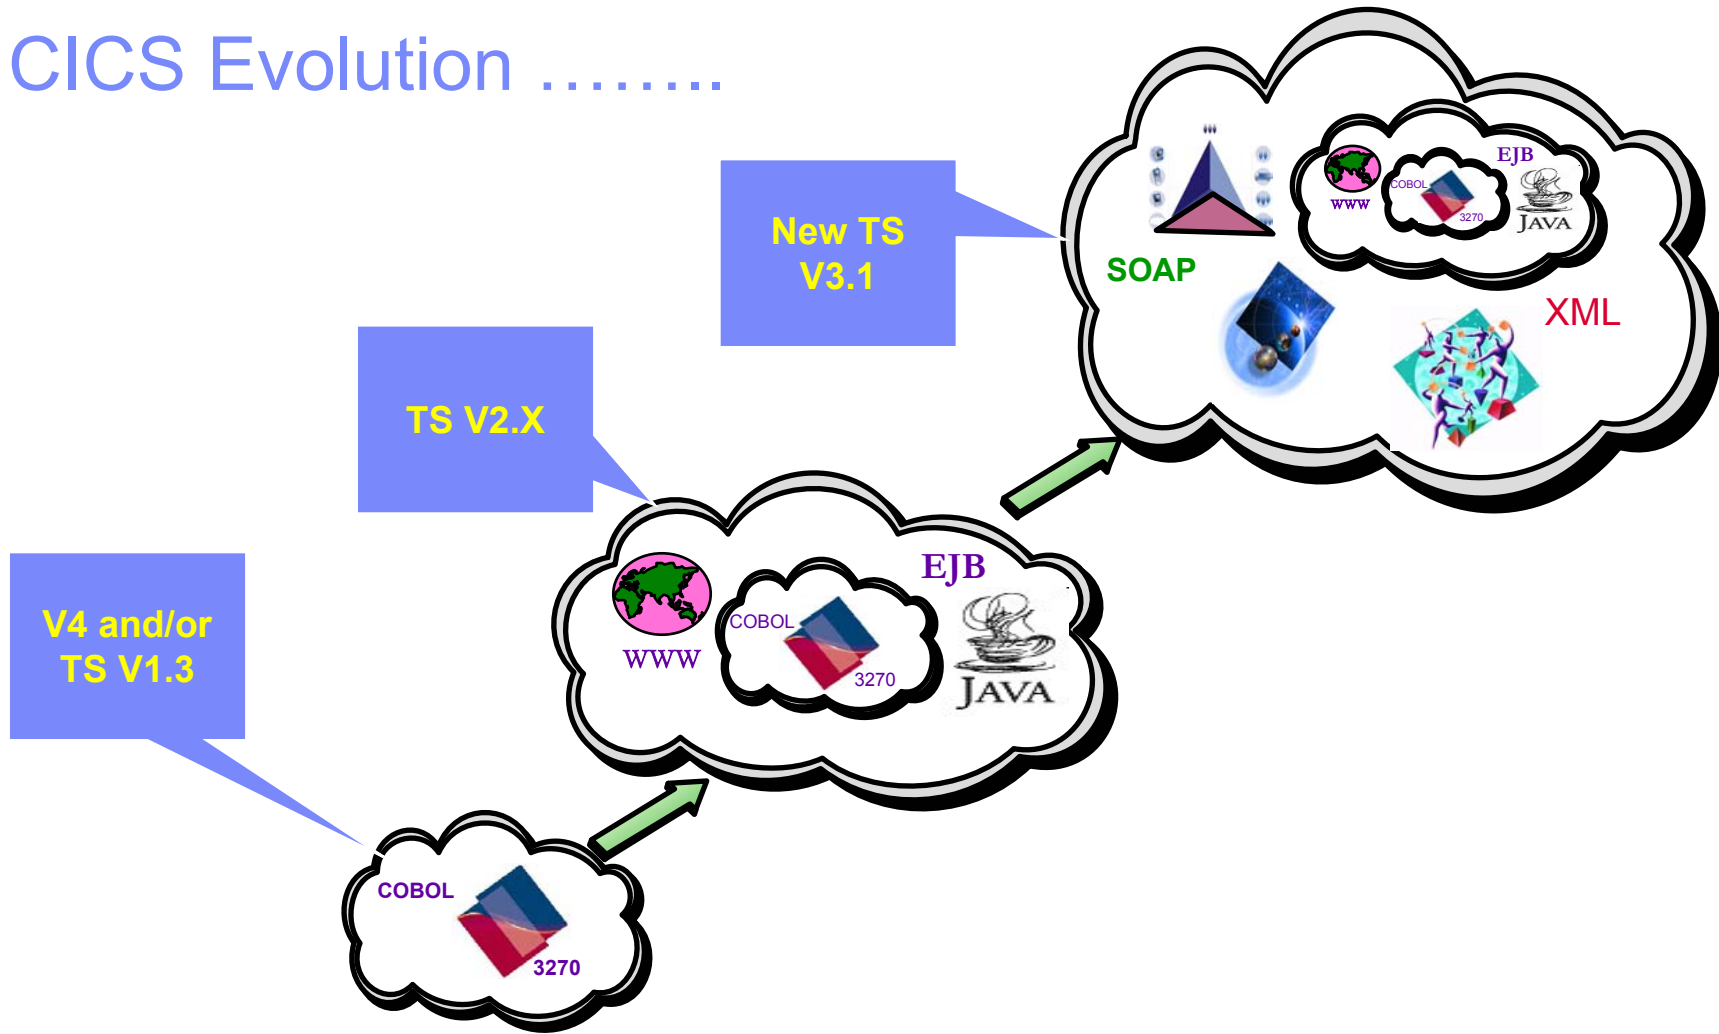 CICS Evolution ........
New TS
V3.1
SOAP
XML
WWW
COBOL
3270
EJB
JAVA
TS V2.X
WWW
COBOL
3270
EJB
JAVA
V4 and/or
TS V1.3
COBOL
3270